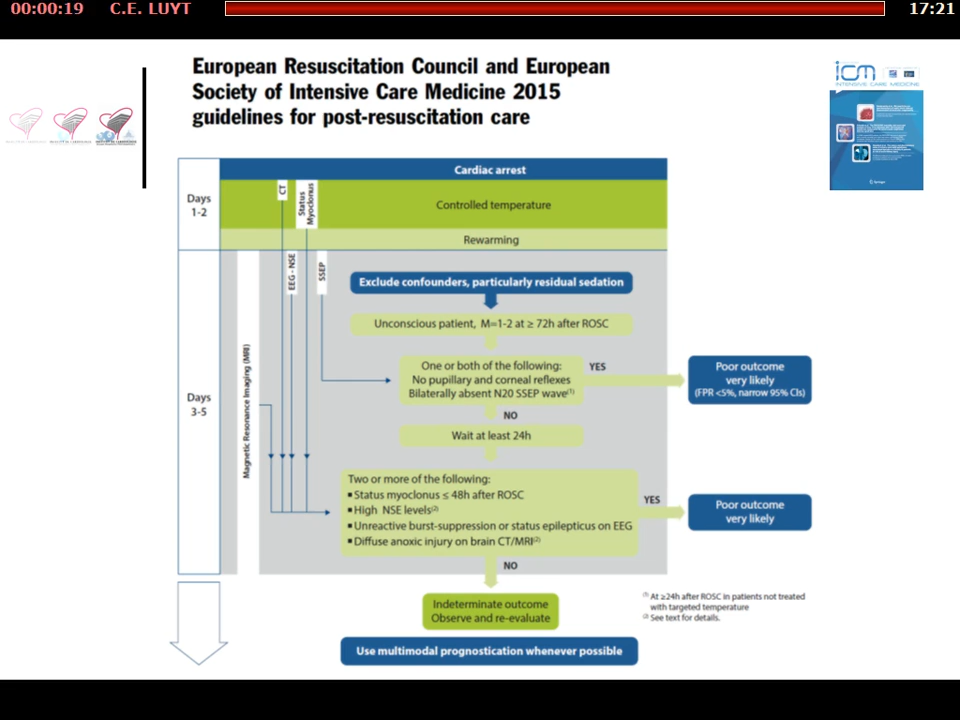 00:00:19 C.E. LUYT 17:21
European Resuscitation Council and European
Society of Intensive Care Medicine 2015
guidelines for post-resuscitation care
icm
INTENSIVE CARE MEDICINE
Springer
Cardiac arrest
Days
1-2
CT
Status
Myoclonus
Controlled temperature
Rewarming
Days
3-5
Magnetic Resonance Imaging (MRI)
EEG - NSE
SSEP
Exclude confounders, particularly residual sedation
Unconscious patient, M=1-2 at ≥ 72h after ROSC
One or both of the following:
No pupillary and corneal reflexes
Bilaterally absent N20 SSEP wave(1)
YES
Poor outcome
very likely
(FPR <5%, narrow 95% CIs)
NO
Wait at least 24h
Two or more of the following:
▪ Status myoclonus ≤ 48h after ROSC
▪ High NSE levels(2)
▪ Unreactive burst-suppression or status epilepticus on EEG
▪ Diffuse anoxic injury on brain CT/MRI(2)
YES
Poor outcome
very likely
NO
Indeterminate outcome
Observe and re-evaluate
(1) At ≥24h after ROSC in patients not treated
with targeted temperature
(2) See text for details.
Use multimodal prognostication whenever possible